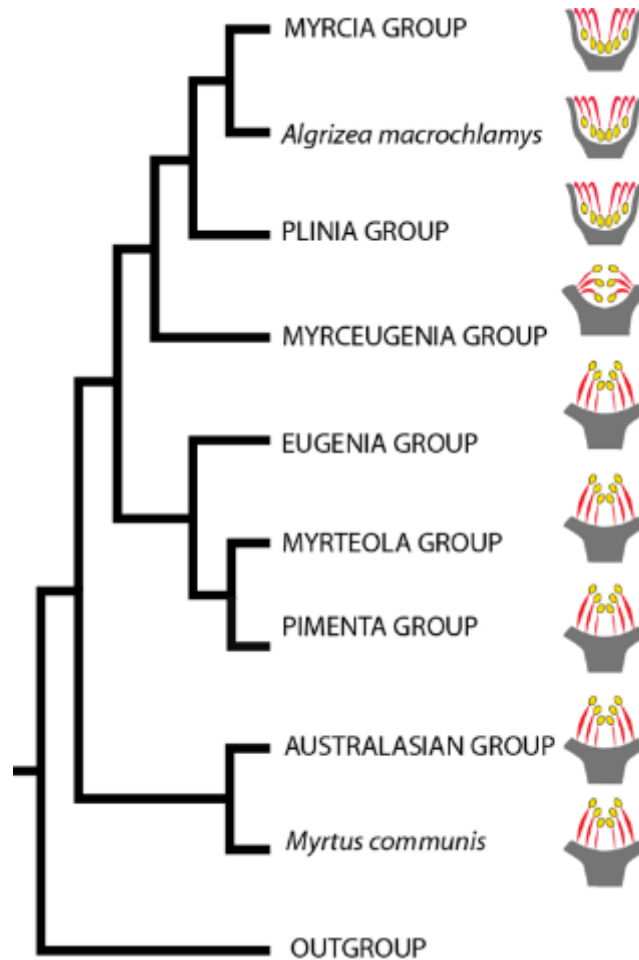 MYRCIA GROUP
Algrizea macrochlamys
PLINIA GROUP
MYRCEUGENIA GROUP
EUGENIA GROUP
MYRTEOLA GROUP
PIMENTA GROUP
AUSTRALASIAN GROUP
Myrtus communis
OUTGROUP